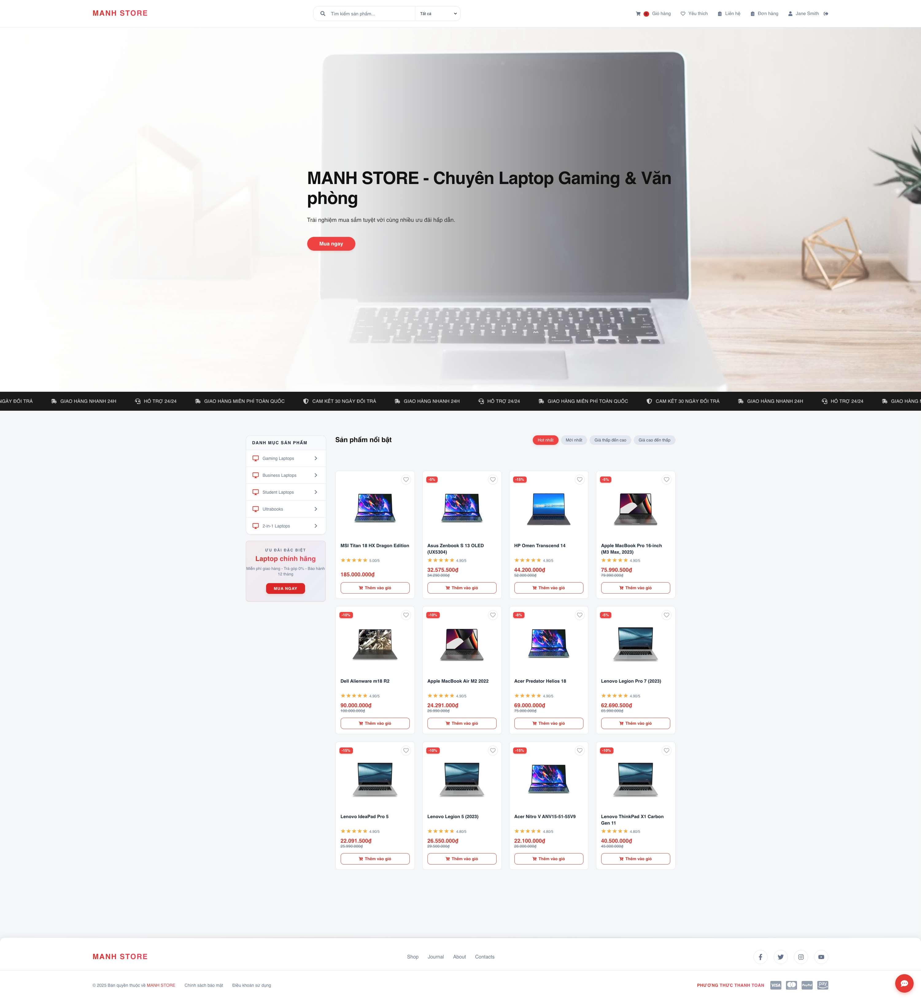 MANH STORE
Tìm kiếm sản phẩm...
Tất cả
0
Giỏ hàng
Yêu thích
Liên hệ
Đơn hàng
Jane Smith
MANH STORE - Chuyên Laptop Gaming & Văn
phòng
Trải nghiệm mua sắm tuyệt vời cùng nhiều ưu đãi hấp dẫn.
Mua ngay
NGÀY ĐỔI TRẢ
GIAO HÀNG NHANH 24H
HỖ TRỢ 24/24
GIAO HÀNG MIỄN PHÍ TOÀN QUỐC
CAM KẾT 30 NGÀY ĐỔI TRẢ
GIAO HÀNG NHANH 24H
HỖ TRỢ 24/24
GIAO HÀNG MIỄN PHÍ TOÀN QUỐC
CAM KẾT 30 NGÀY ĐỔI TRẢ
GIAO HÀNG NHANH 24H
HỖ TRỢ 24/24
GIAO HÀNG
DANH MỤC SẢN PHẨM
Gaming Laptops
Business Laptops
Student Laptops
Ultrabooks
2-in-1 Laptops
ƯU ĐÃI ĐẶC BIỆT
Laptop chính hãng
Miễn phí giao hàng - Trả góp 0% - Bảo hành
12 tháng
MUA NGAY
Sản phẩm nổi bật
Hot nhất
Mới nhất
Giá thấp đến cao
Giá cao đến thấp
MSI Titan 18 HX Dragon Edition
5.00/5
185.000.000₫
Thêm vào giỏ
-5%
Asus Zenbook S 13 OLED
(UX5304)
4.90/5
32.575.500₫
34.290.000₫
Thêm vào giỏ
-15%
HP Omen Transcend 14
4.90/5
44.200.000₫
52.000.000₫
Thêm vào giỏ
-5%
Apple MacBook Pro 16-inch
(M3 Max, 2023)
4.90/5
75.990.500₫
79.990.000₫
Thêm vào giỏ
-10%
Dell Alienware m18 R2
4.90/5
90.000.000₫
100.000.000₫
Thêm vào giỏ
-10%
Apple MacBook Air M2 2022
4.90/5
24.291.000₫
26.990.000₫
Thêm vào giỏ
-8%
Acer Predator Helios 18
4.90/5
69.000.000₫
75.000.000₫
Thêm vào giỏ
-5%
Lenovo Legion Pro 7 (2023)
4.90/5
62.690.500₫
65.990.000₫
Thêm vào giỏ
-15%
Lenovo IdeaPad Pro 5
4.90/5
22.091.500₫
25.990.000₫
Thêm vào giỏ
-10%
Lenovo Legion 5 (2023)
4.80/5
26.550.000₫
29.500.000₫
Thêm vào giỏ
-15%
Acer Nitro V ANV15-51-55V9
4.80/5
22.100.000₫
26.000.000₫
Thêm vào giỏ
-10%
Lenovo ThinkPad X1 Carbon
Gen 11
4.80/5
40.500.000₫
45.000.000₫
Thêm vào giỏ
MANH STORE
Shop
Journal
About
Contacts
© 2025 Bản quyền thuộc về MANH STORE
Chính sách bảo mật
Điều khoản sử dụng
PHƯƠNG THỨC THANH TOÁN
VISA
PayPal
pay